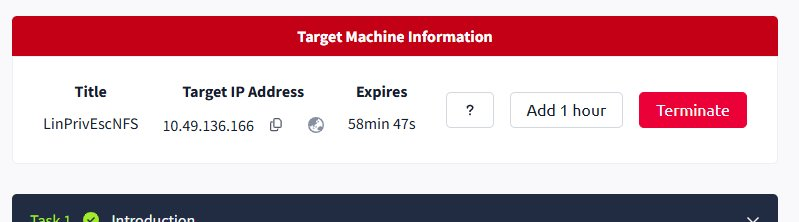 Target Machine Information
Title Target IP Address Expires
LinPrivEscNFS 10.49.136.166 58min 47s ? Add 1 hour Terminate
Task 1 Introduction